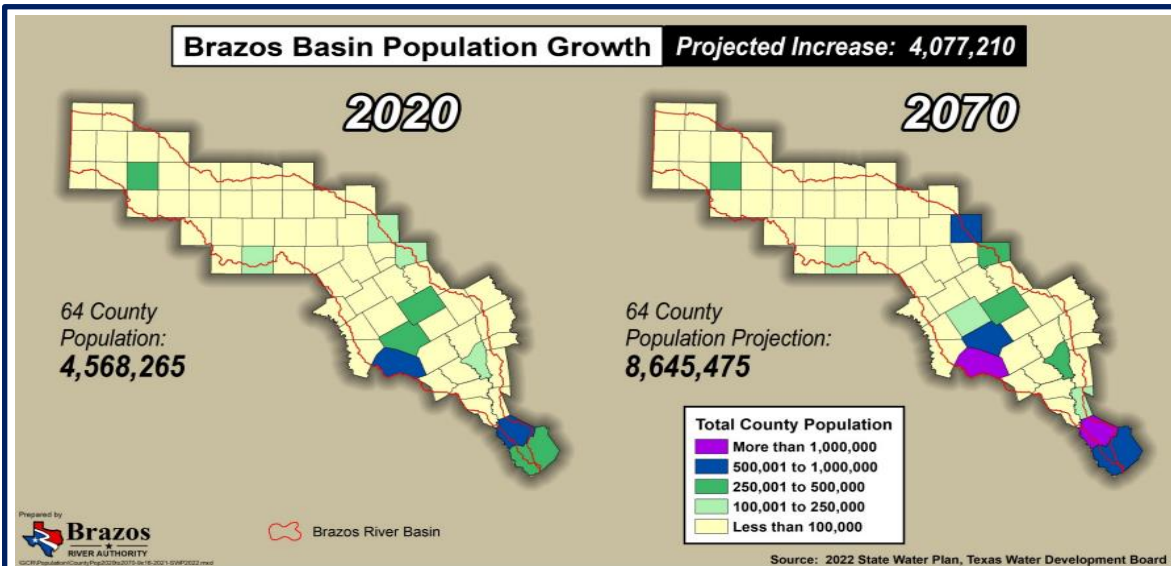 Brazos Basin Population Growth Projected Increase: 4,077,210
2020
2070
64 County
Population:
4,568,265
64 County
Population Projection:
8,645,475
Total County Population
More than 1,000,000
500,001 to 1,000,000
250,001 to 500,000
100,001 to 250,000
Less than 100,000
Prepared by
Brazos
RIVER AUTHORITY
Brazos River Basin
Source: 2022 State Water Plan, Texas Water Development Board